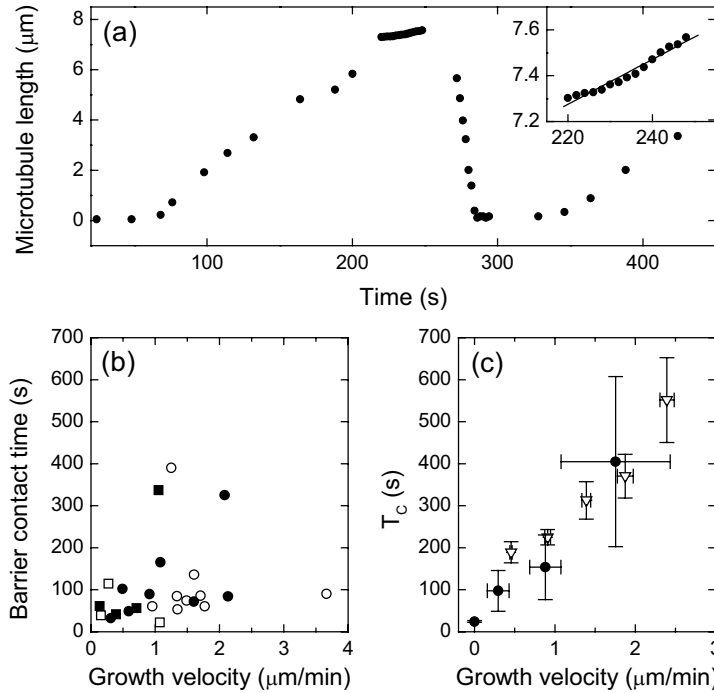 (a)
Microtubule length (μm)
8
6
4
2
0
7.6
7.4
7.2
220 240
100 200 300 400
Time (s)
(b)
Barrier contact time (s)
700
600
500
400
300
200
100
0
0 1 2 3 4
Growth velocity (μm/min)
(c)
T_C (s)
700
600
500
400
300
200
100
0
0 1 2 3
Growth velocity (μm/min)